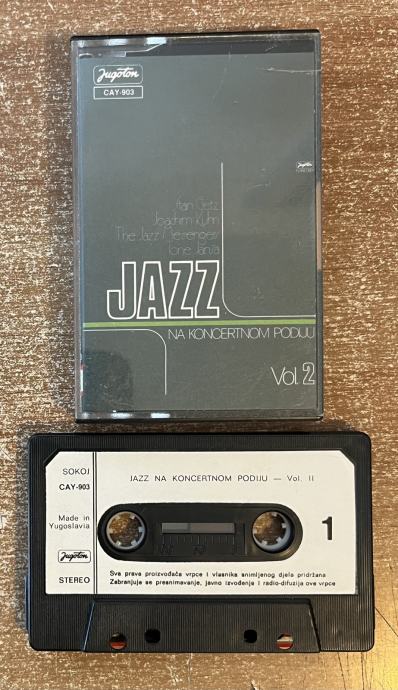 Jugoton
CAY-903
Stan Getz
Joachim Kühn
The Jazz Messengers
Tone Janša
JAZZ
NA KONCERTNOM PODIJU
Vol. 2
SOKOJ
CAY-903
JAZZ NA KONCERTNOM PODIJU — Vol. II
Made in
Yugoslavia
1
Jugoton
STEREO
Sva prava proizvođača vrpce i vlasnika snimljenog djela pridržana
Zabranjuje se presnimavanje, javno izvođenje i radio-difuzija ove vrpce